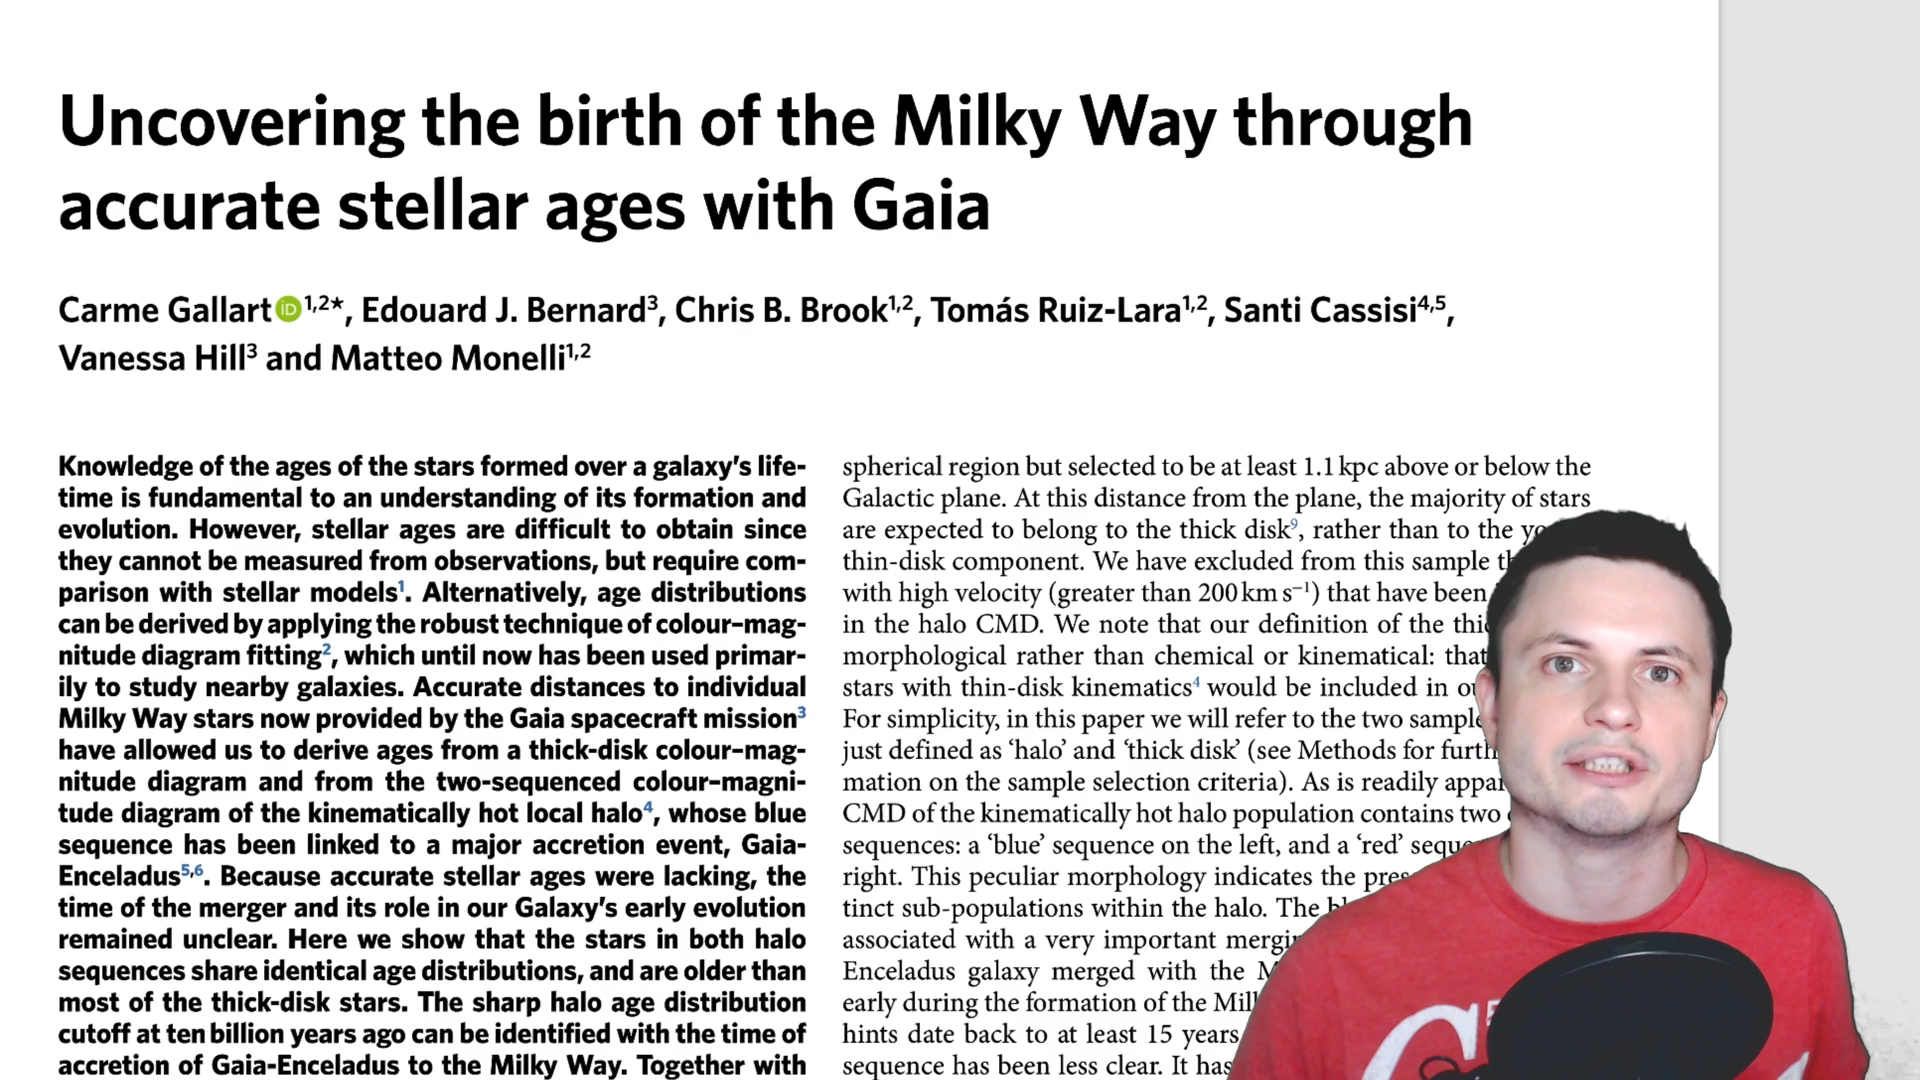 Uncovering the birth of the Milky Way through
accurate stellar ages with Gaia
Carme Gallart iD 1,2*, Edouard J. Bernard3, Chris B. Brook1,2, Tomás Ruiz-Lara1,2, Santi Cassisi4,5,
Vanessa Hill3 and Matteo Monelli1,2
Knowledge of the ages of the stars formed over a galaxy's life-
time is fundamental to an understanding of its formation and
evolution. However, stellar ages are difficult to obtain since
they cannot be measured from observations, but require com-
parison with stellar models1. Alternatively, age distributions
can be derived by applying the robust technique of colour–mag-
nitude diagram fitting2, which until now has been used primar-
ily to study nearby galaxies. Accurate distances to individual
Milky Way stars now provided by the Gaia spacecraft mission3
have allowed us to derive ages from a thick-disk colour–mag-
nitude diagram and from the two-sequenced colour–magni-
tude diagram of the kinematically hot local halo4, whose blue
sequence has been linked to a major accretion event, Gaia-
Enceladus5,6. Because accurate stellar ages were lacking, the
time of the merger and its role in our Galaxy's early evolution
remained unclear. Here we show that the stars in both halo
sequences share identical age distributions, and are older than
most of the thick-disk stars. The sharp halo age distribution
cutoff at ten billion years ago can be identified with the time of
accretion of Gaia-Enceladus to the Milky Way. Together with
spherical region but selected to be at least 1.1 kpc above or below the
Galactic plane. At this distance from the plane, the majority of stars
are expected to belong to the thick disk9, rather than to the
thin-disk component. We have excluded from this sample
with high velocity (greater than 200 km s−1) that have been
in the halo CMD. We note that our definition of the
morphological rather than chemical or kinematical: that
stars with thin-disk kinematics4 would be included in
For simplicity, in this paper we will refer to the two
just defined as 'halo' and 'thick disk' (see Methods for
mation on the sample selection criteria). As is readily
CMD of the kinematically hot halo population contains two
sequences: a 'blue' sequence on the left, and a 'red'
right. This peculiar morphology indicates the
tinct sub-populations within the halo. The
associated with a very important
Enceladus galaxy merged with the
early during the formation of the
hints date back to at least 15 years
sequence has been less clear. It has